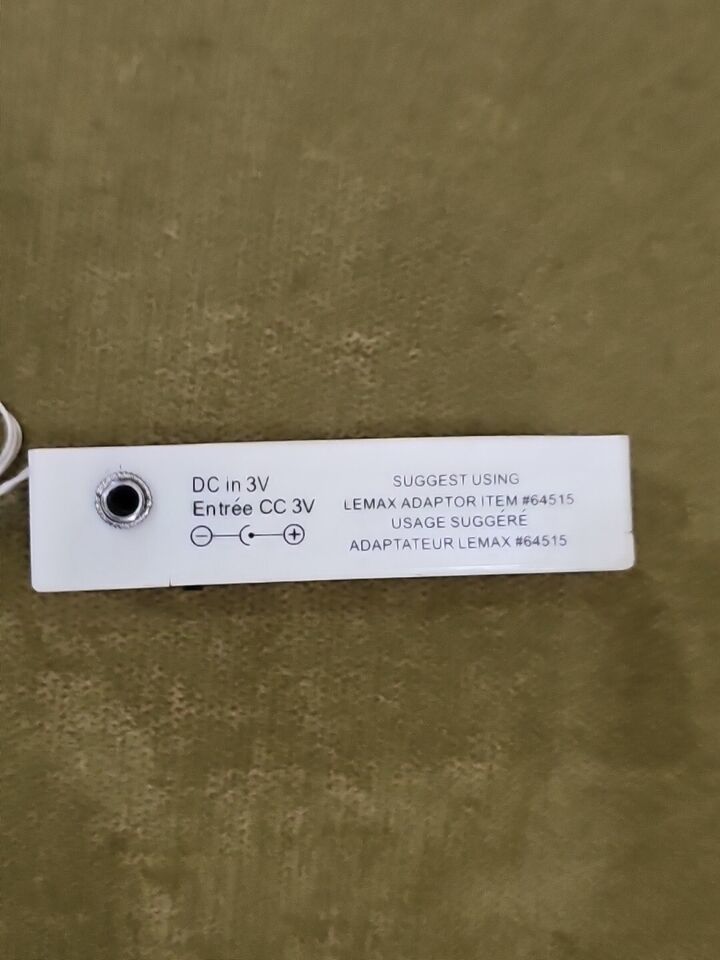 DC in 3V
Entrée CC 3V
SUGGEST USING
LEMAX ADAPTOR ITEM #64515
USAGE SUGGÉRÉ
ADAPTATEUR LEMAX #64515